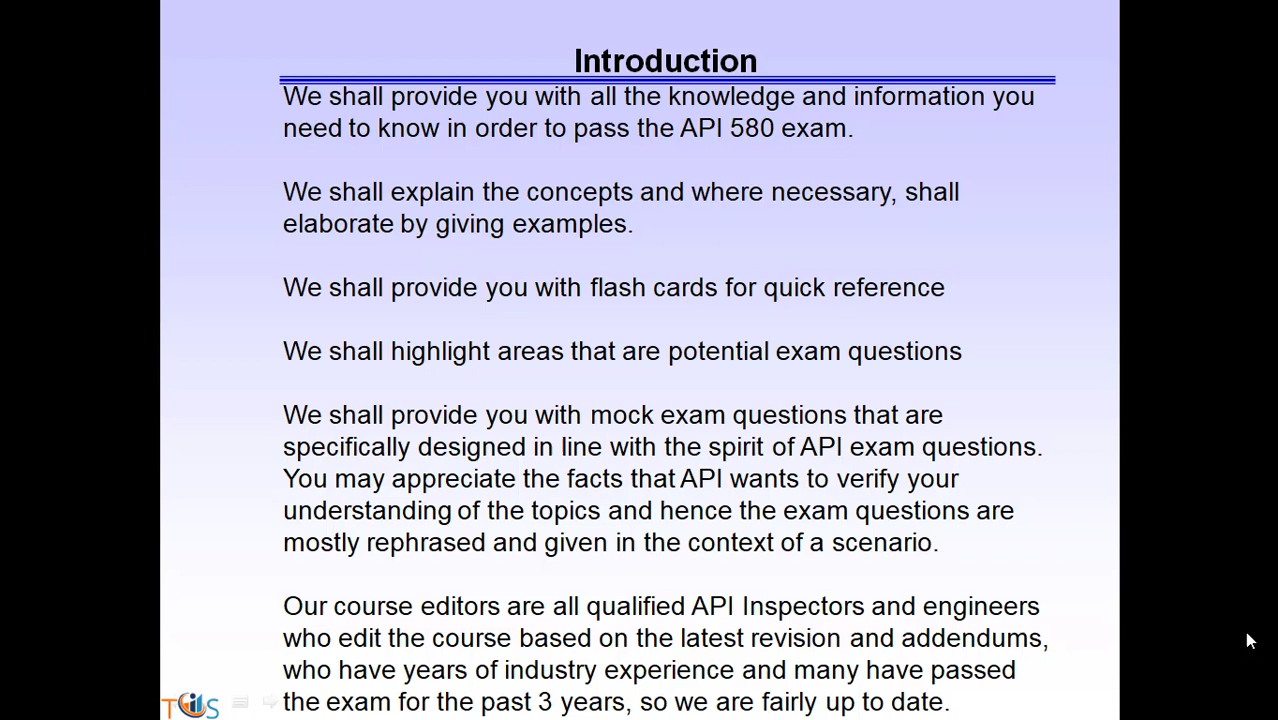 Introduction
We shall provide you with all the knowledge and information you
need to know in order to pass the API 580 exam.
We shall explain the concepts and where necessary, shall
elaborate by giving examples.
We shall provide you with flash cards for quick reference
We shall highlight areas that are potential exam questions
We shall provide you with mock exam questions that are
specifically designed in line with the spirit of API exam questions.
You may appreciate the facts that API wants to verify your
understanding of the topics and hence the exam questions are
mostly rephrased and given in the context of a scenario.
Our course editors are all qualified API Inspectors and engineers
who edit the course based on the latest revision and addendums,
who have years of industry experience and many have passed
the exam for the past 3 years, so we are fairly up to date.